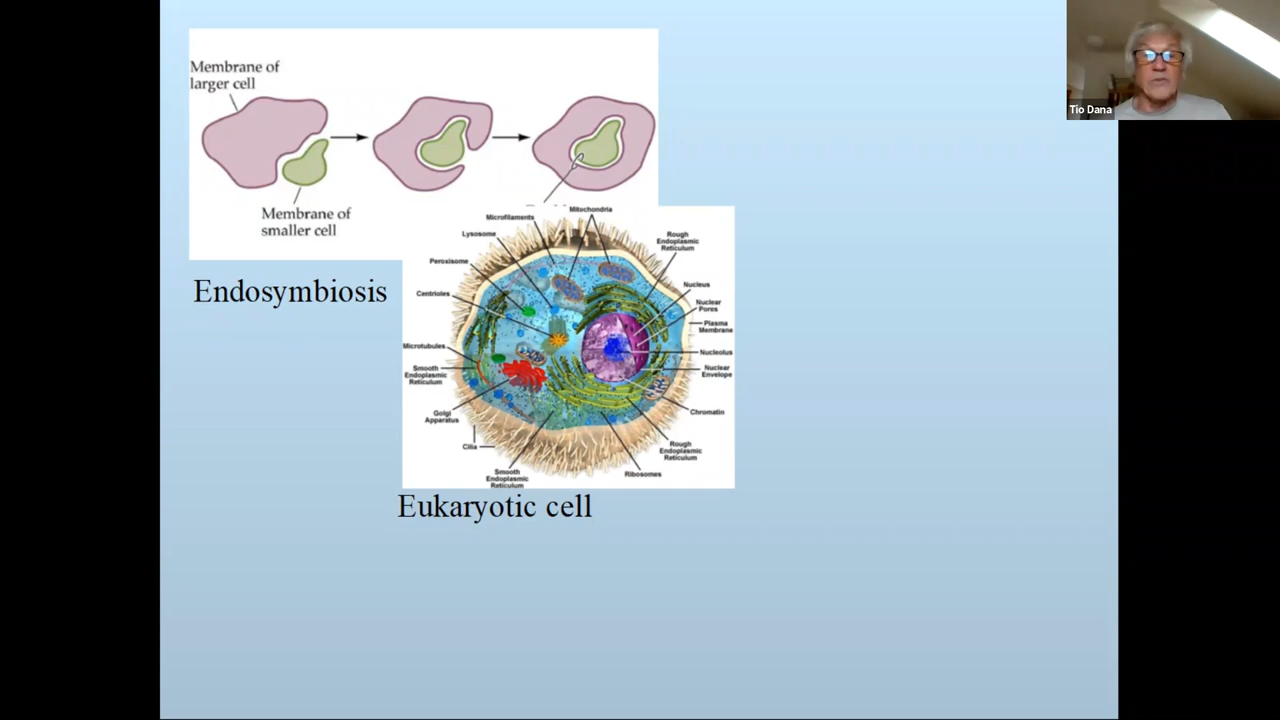 Membrane of
larger cell
Membrane of
smaller cell
Endosymbiosis
Mitochondria
Microfilaments
Lysosome
Peroxisome
Centrioles
Microtubules
Smooth
Endoplasmic
Reticulum
Golgi
Apparatus
Cilia
Smooth
Endoplasmic
Reticulum
Rough
Endoplasmic
Reticulum
Nucleus
Nuclear
Pores
Plasma
Membrane
Nucleolus
Nuclear
Envelope
Chromatin
Rough
Endoplasmic
Reticulum
Ribosomes
Eukaryotic cell
Tio Dana